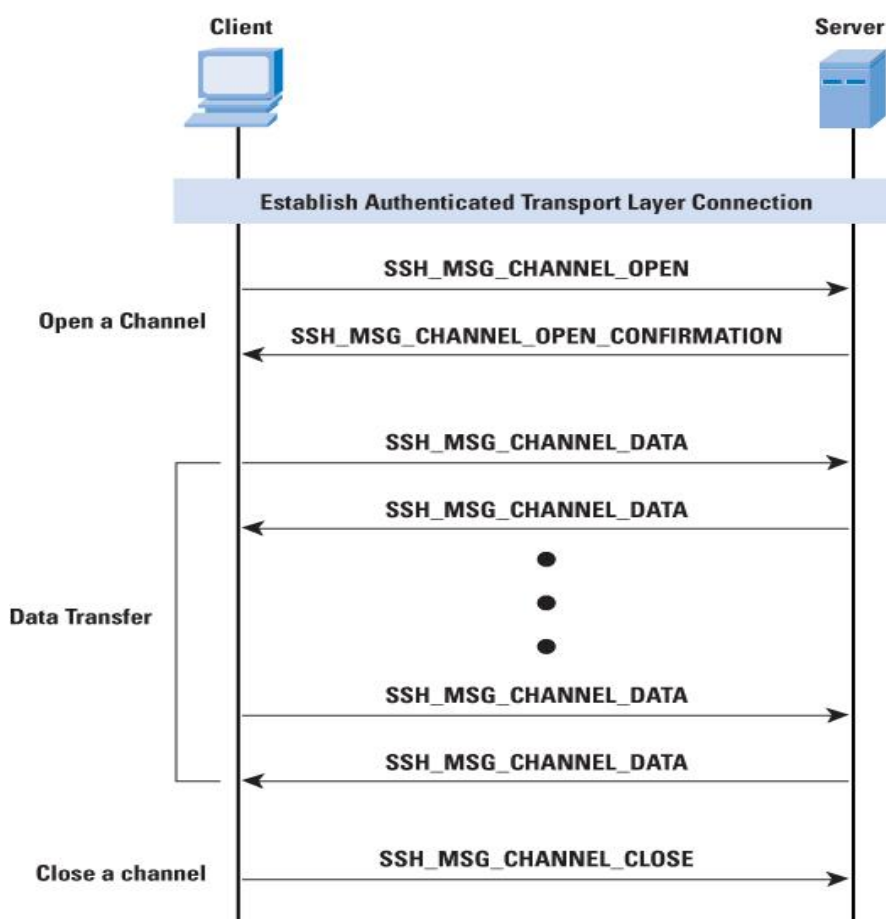 Client
Server
Establish Authenticated Transport Layer Connection
SSH_MSG_CHANNEL_OPEN
Open a Channel
SSH_MSG_CHANNEL_OPEN_CONFIRMATION
SSH_MSG_CHANNEL_DATA
SSH_MSG_CHANNEL_DATA
Data Transfer
SSH_MSG_CHANNEL_DATA
SSH_MSG_CHANNEL_DATA
SSH_MSG_CHANNEL_CLOSE
Close a channel